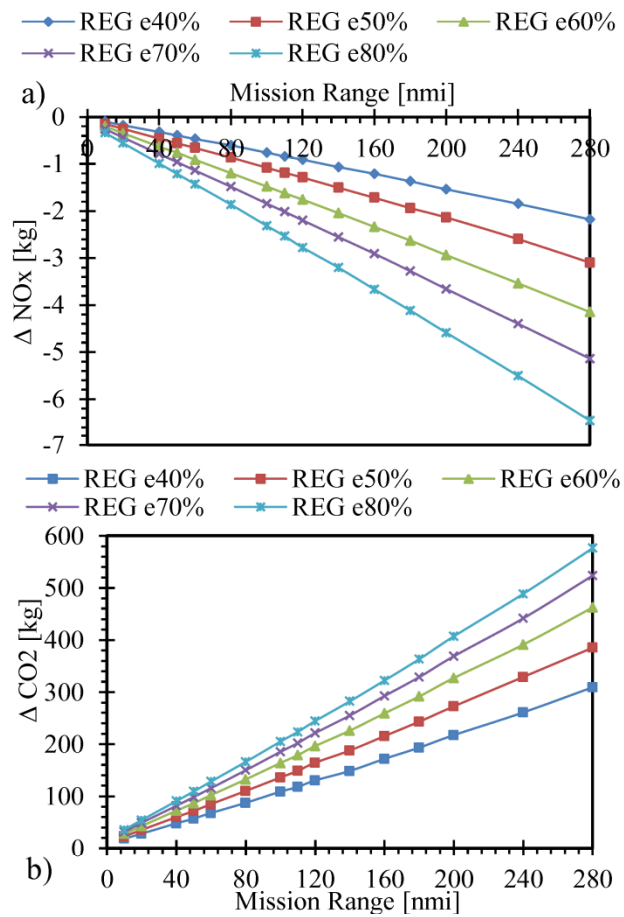 REG e40% REG e50% REG e60%
REG e70% REG e80%
a)
Mission Range [nmi]
0 40 80 120 160 200 240 280
0
-1
-2
-3
-4
-5
-6
-7
Δ NOx [kg]
REG e40% REG e50% REG e60%
REG e70% REG e80%
600
500
400
300
200
100
0
Δ CO2 [kg]
0 40 80 120 160 200 240 280
b)
Mission Range [nmi]